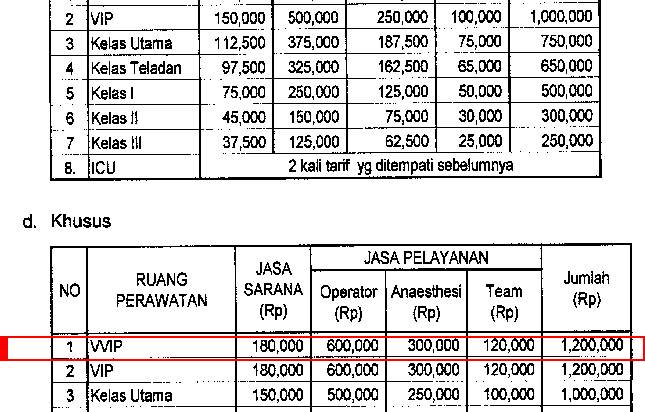 2 VIP 150,000 500,000 250,000 100,000 1,000,000
3 Kelas Utama 112,500 375,000 187,500 75,000 750,000
4 Kelas Teladan 97,500 325,000 162,500 65,000 650,000
5 Kelas I 75,000 250,000 125,000 50,000 500,000
6 Kelas II 45,000 150,000 75,000 30,000 300,000
7 Kelas III 37,500 125,000 62,500 25,000 250,000
8. ICU 2 kali tarif yg ditempati sebelumnya
d. Khusus
NO RUANG PERAWATAN JASA SARANA (Rp) JASA PELAYANAN Jumlah (Rp)
Operator (Rp) Anaesthesi (Rp) Team (Rp)
1 VVIP 180,000 600,000 300,000 120,000 1,200,000
2 VIP 180,000 600,000 300,000 120,000 1,200,000
3 Kelas Utama 150,000 500,000 250,000 100,000 1,000,000